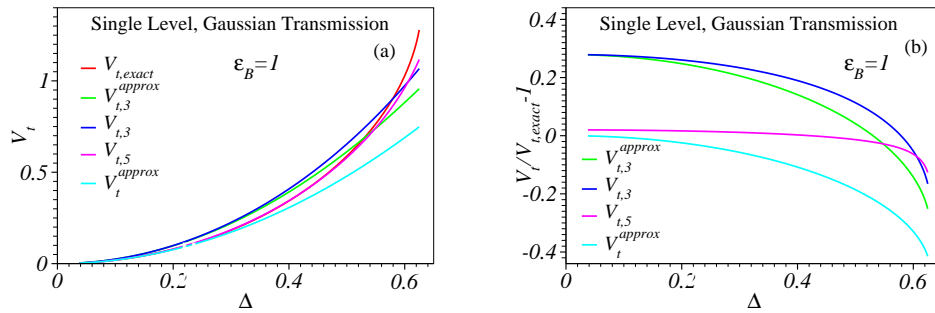 Single Level, Gaussian Transmission
(a)
ε_B=1
V_{t,exact}
V_{t,3}^{approx}
V_{t,3}
V_{t,5}
V_t^{approx}
V_t
1
0.5
0
0
0.2
0.4
0.6
Δ
Single Level, Gaussian Transmission
(b)
ε_B=1
V_t/V_{t,exact}-1
0.4
0.2
0
-0.2
-0.4
V_{t,3}^{approx}
V_{t,3}
V_{t,5}
V_t^{approx}
0
0.2
0.4
0.6
Δ